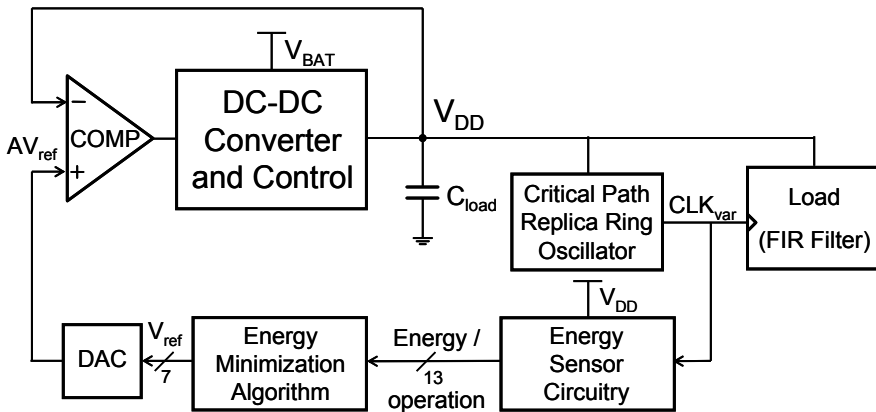 V_BAT
DC-DC
Converter
and Control
−
COMP
+
AV_ref
V_DD
C_load
Critical Path
Replica Ring
Oscillator
CLK_var
Load
(FIR Filter)
V_DD
DAC
V_ref
7
Energy
Minimization
Algorithm
Energy /
13
operation
Energy
Sensor
Circuitry